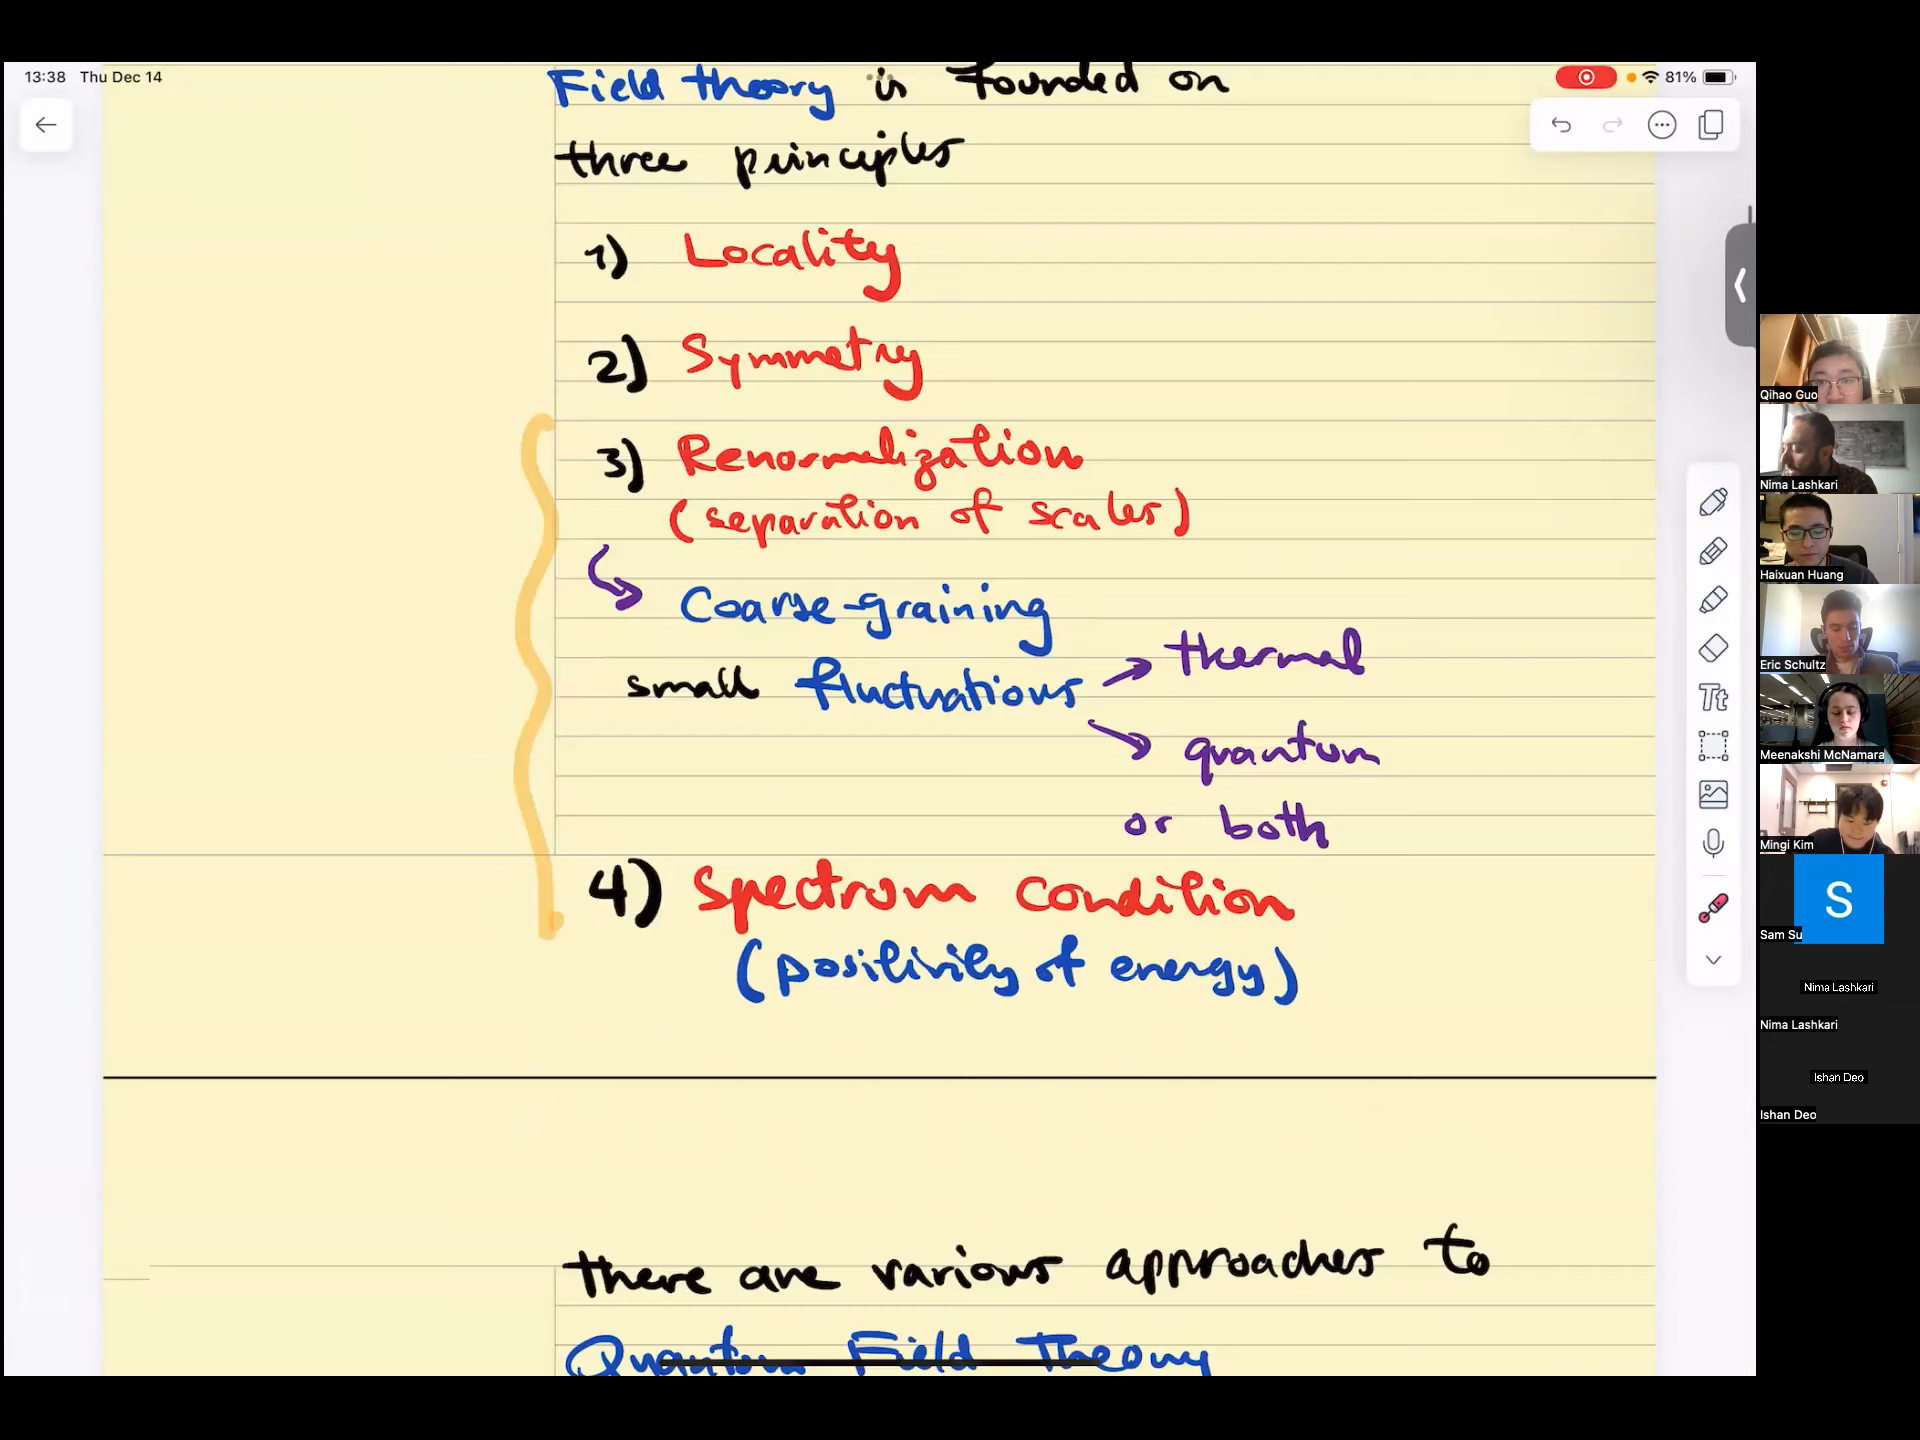 13:38 Thu Dec 14
81%
Field theory is founded on
three principles
1) Locality
2) Symmetry
3) Renormalization
(separation of scales)
Coarse-graining
small fluctuations
thermal
quantum
or both
4) Spectrum Condition
(positivity of energy)
there are various approaches to
Quantum Field Theory
Tt
Qihao Guo
Nima Lashkari
Haixuan Huang
Eric Schultz
Meenakshi McNamara
Mingi Kim
S
Sam Su
Nima Lashkari
Nima Lashkari
Ishan Deo
Ishan Deo